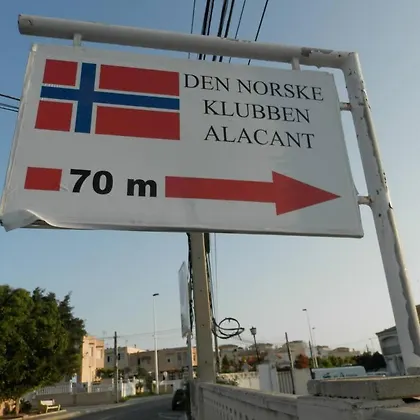 DEN NORSKE
KLUBBEN
ALACANT
70 m